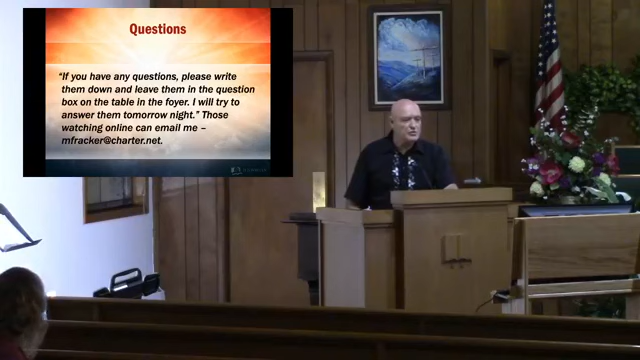 Questions
“If you have any questions, please write
them down and leave them in the question
box on the table in the foyer. I will try to
answer them tomorrow night.” Those
watching online can email me –
mfracker@charter.net.